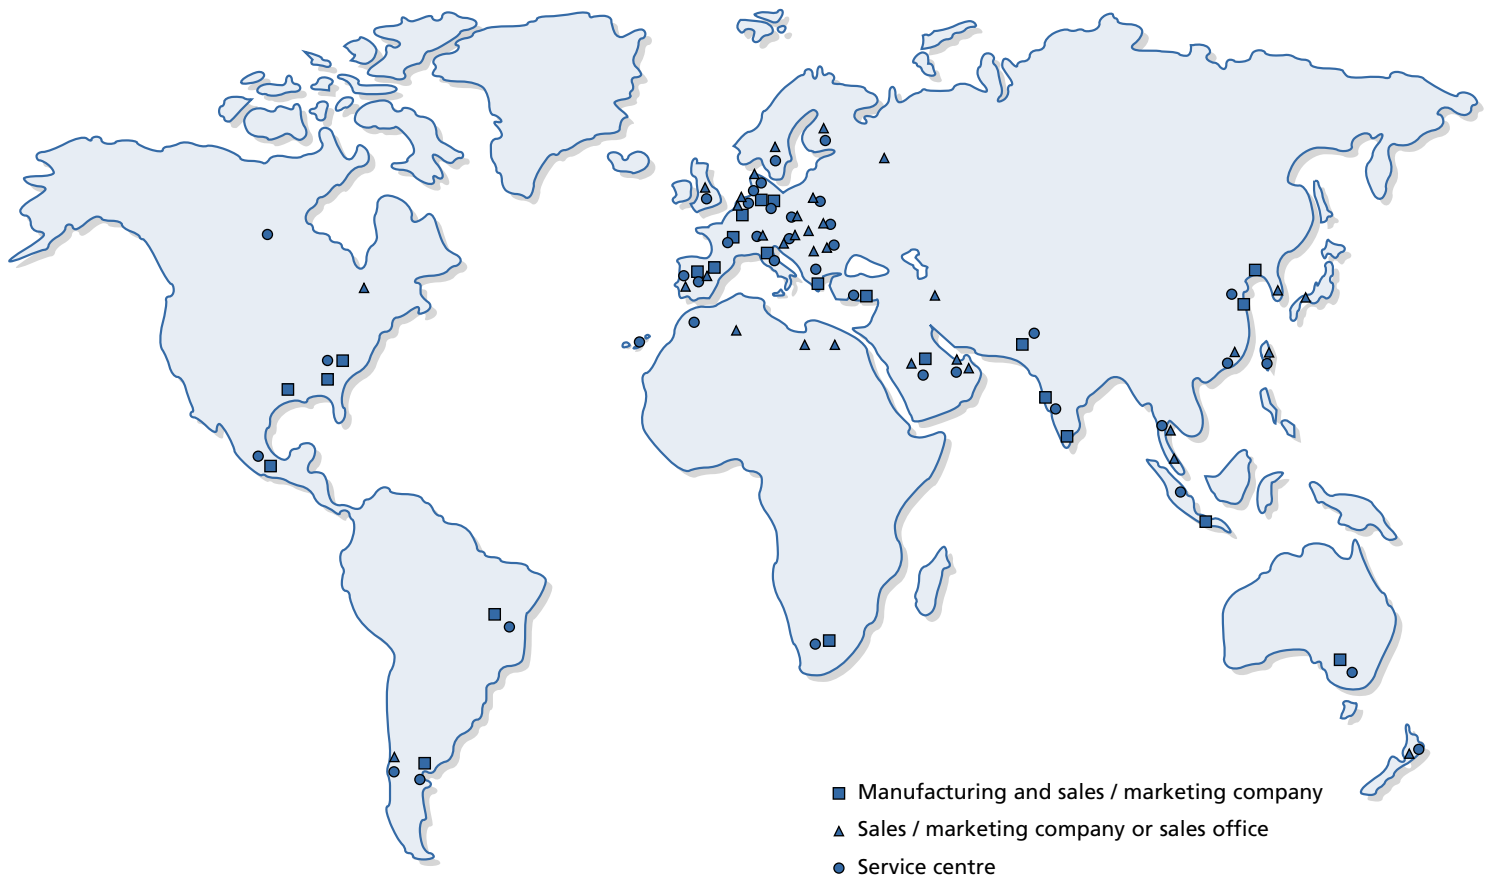 Manufacturing and sales / marketing company
Sales / marketing company or sales office
Service centre